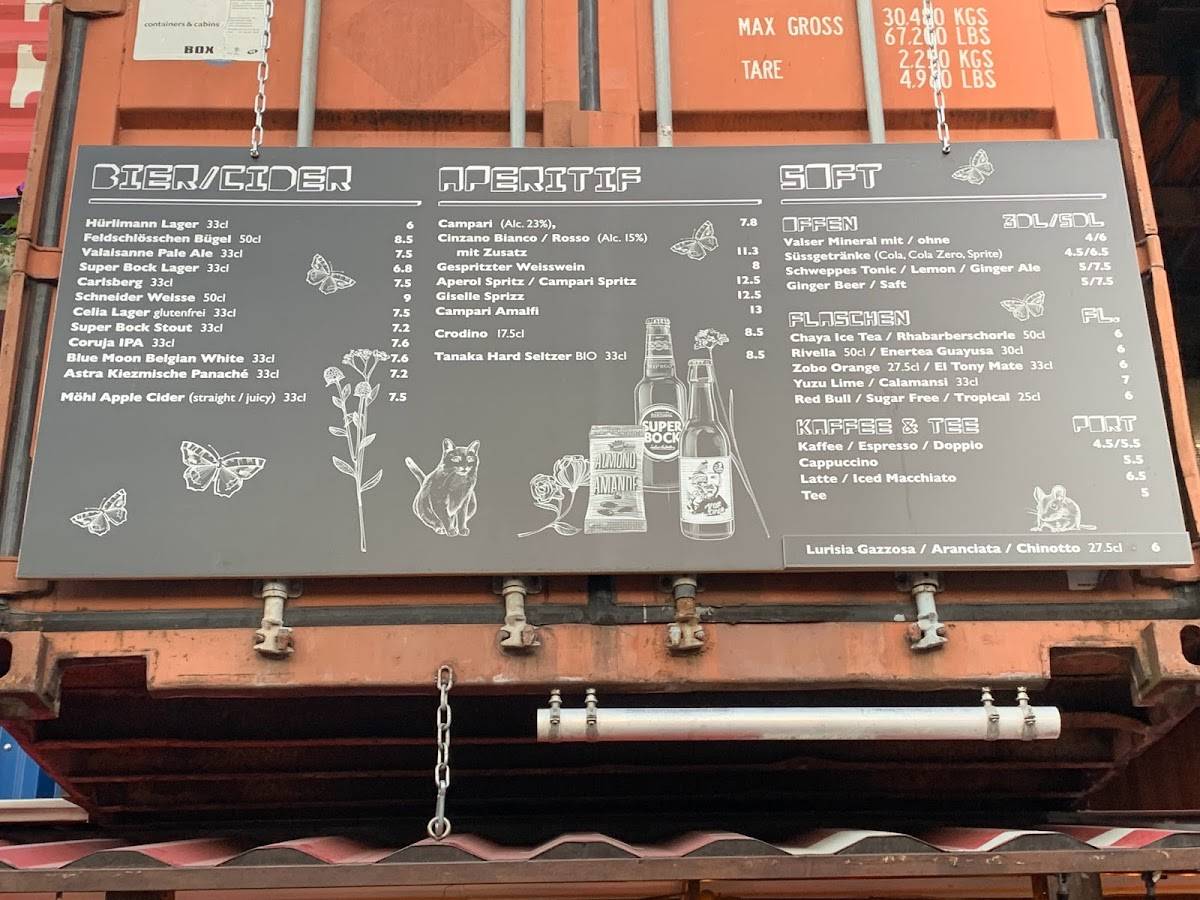 containers & cabins
BOX
MAX GROSS 30.480 KGS
67.200 LBS
TARE 2.250 KGS
4.960 LBS
BIER/CIDER
Hürlimann Lager 33cl 6
Feldschlösschen Bügel 50cl 8.5
Valaisanne Pale Ale 33cl 7.5
Super Bock Lager 33cl 6.8
Carlsberg 33cl 7.5
Schneider Weisse 50cl 9
Celia Lager glutenfrei 33cl 7.5
Super Bock Stout 33cl 7.2
Coruja IPA 33cl 7.6
Blue Moon Belgian White 33cl 7.6
Astra Kiezmische Panaché 33cl 7.2
Möhl Apple Cider (straight / juicy) 33cl 7.5
APERITIF
Campari (Alc. 23%), 7.8
Cinzano Bianco / Rosso (Alc. 15%)
mit Zusatz 11.3
Gespritzter Weisswein 8
Aperol Spritz / Campari Spritz 12.5
Giselle Sprizz 12.5
Campari Amalfi 13
Crodino 17.5cl 8.5
Tanaka Hard Seltzer BIO 33cl 8.5
SUPER
BOCK
ALMOND
AMANDE
SOFT
OFFEN 3DL/5DL
Valser Mineral mit / ohne 4/6
Süssgetränke (Cola, Cola Zero, Sprite) 4.5/6.5
Schweppes Tonic / Lemon / Ginger Ale 5/7.5
Ginger Beer / Saft 5/7.5
FLASCHEN FL.
Chaya Ice Tea / Rhabarberschorle 50cl 6
Rivella 50cl / Enertea Guayusa 30cl 6
Zobo Orange 27.5cl / El Tony Mate 33cl 6
Yuzu Lime / Calamansi 33cl 7
Red Bull / Sugar Free / Tropical 25cl 6
KAFFEE & TEE PORT
Kaffee / Espresso / Doppio 4.5/5.5
Cappuccino 5.5
Latte / Iced Macchiato 6.5
Tee 5
Lurisia Gazzosa / Aranciata / Chinotto 27.5cl 6